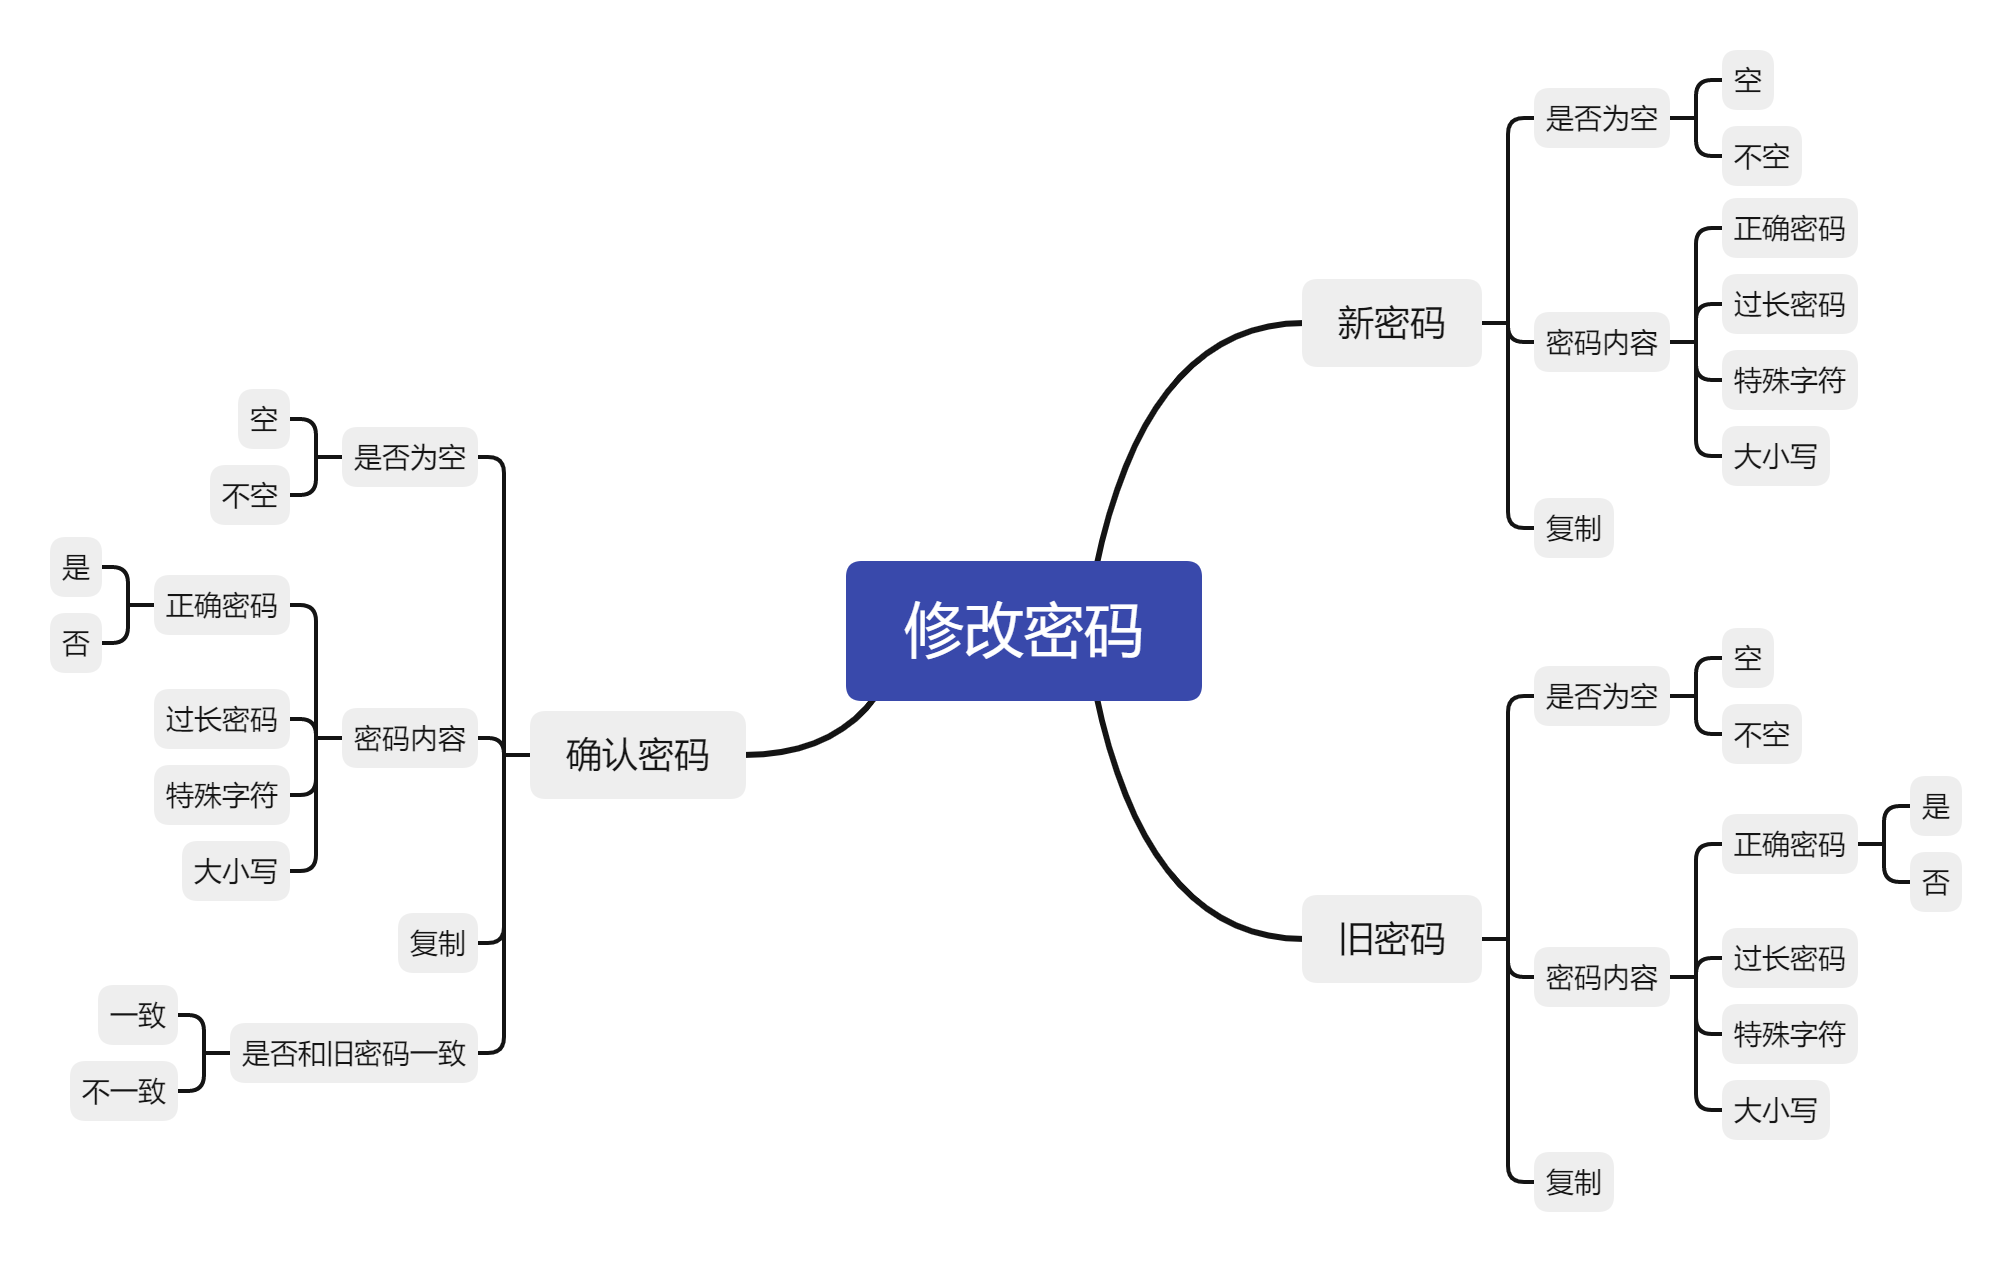 修改密码
新密码
是否为空
空
不空
密码内容
正确密码
过长密码
特殊字符
大小写
复制
旧密码
是否为空
空
不空
密码内容
正确密码
是
否
过长密码
特殊字符
大小写
复制
确认密码
是否为空
空
不空
密码内容
正确密码
是
否
过长密码
特殊字符
大小写
复制
是否和旧密码一致
一致
不一致